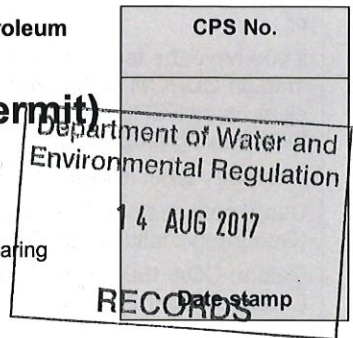 roleum
CPS No.
ermit)
Department of Water and
Environmental Regulation
14 AUG 2017
aring
RECORDS
Date stamp